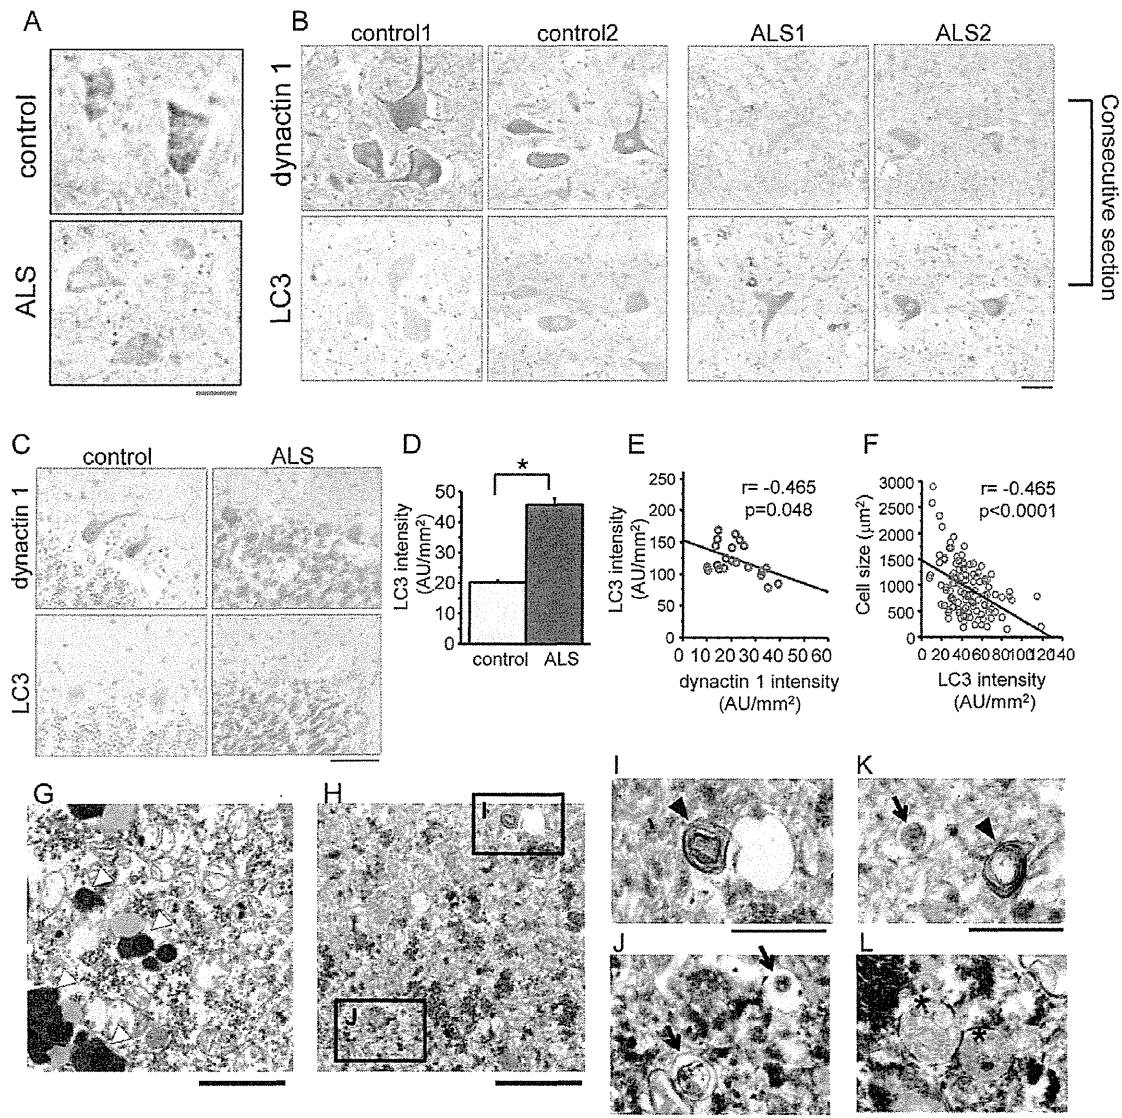 A
control
ALS
B
control1
control2
ALS1
ALS2
dynactin 1
LC3
Consecutive section
C
control
ALS
dynactin 1
LC3
D
*
LC3 intensity
(AU/mm²)
50
40
30
20
10
0
control
ALS
E
r= -0.465
p=0.048
LC3 intensity
(AU/mm²)
250
200
150
100
50
0
0 10 20 30 40 50 60
dynactin 1 intensity
(AU/mm²)
F
r= -0.465
p<0.0001
Cell size (μm²)
3000
2500
2000
1500
1000
500
0
0 20 40 60 80 100 120 140
LC3 intensity
(AU/mm²)
G
H
I
J
I
K
J
L
*
*